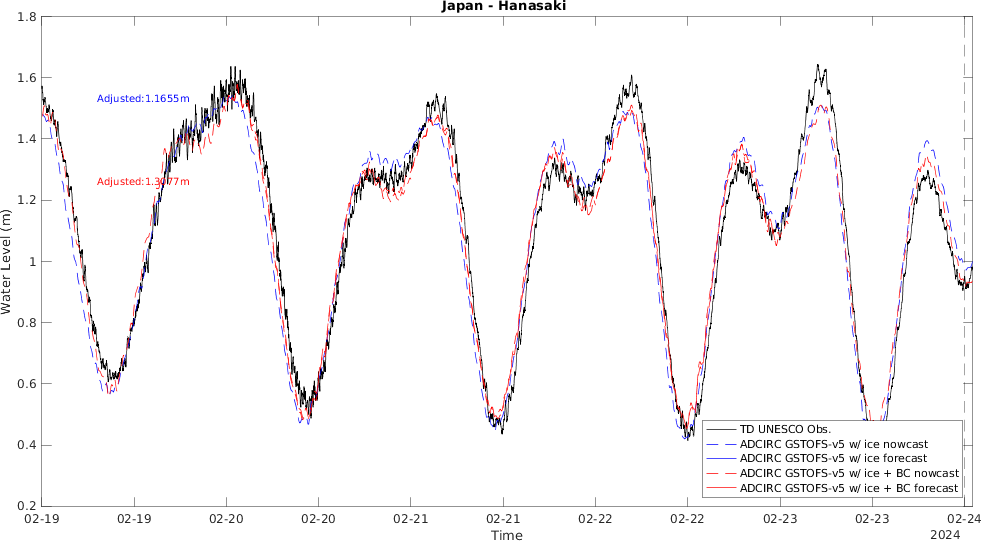 Japan - Hanasaki
1.8
1.6
1.4
1.2
1
0.8
0.6
0.4
0.2
Water Level (m)
Adjusted:1.1655m
Adjusted:1.3077m
TD UNESCO Obs.
ADCIRC GSTOFS-v5 w/ ice nowcast
ADCIRC GSTOFS-v5 w/ ice forecast
ADCIRC GSTOFS-v5 w/ ice + BC nowcast
ADCIRC GSTOFS-v5 w/ ice + BC forecast
02-19 02-19 02-20 02-20 02-21 02-21 02-22 02-22 02-23 02-23 02-24
Time
2024